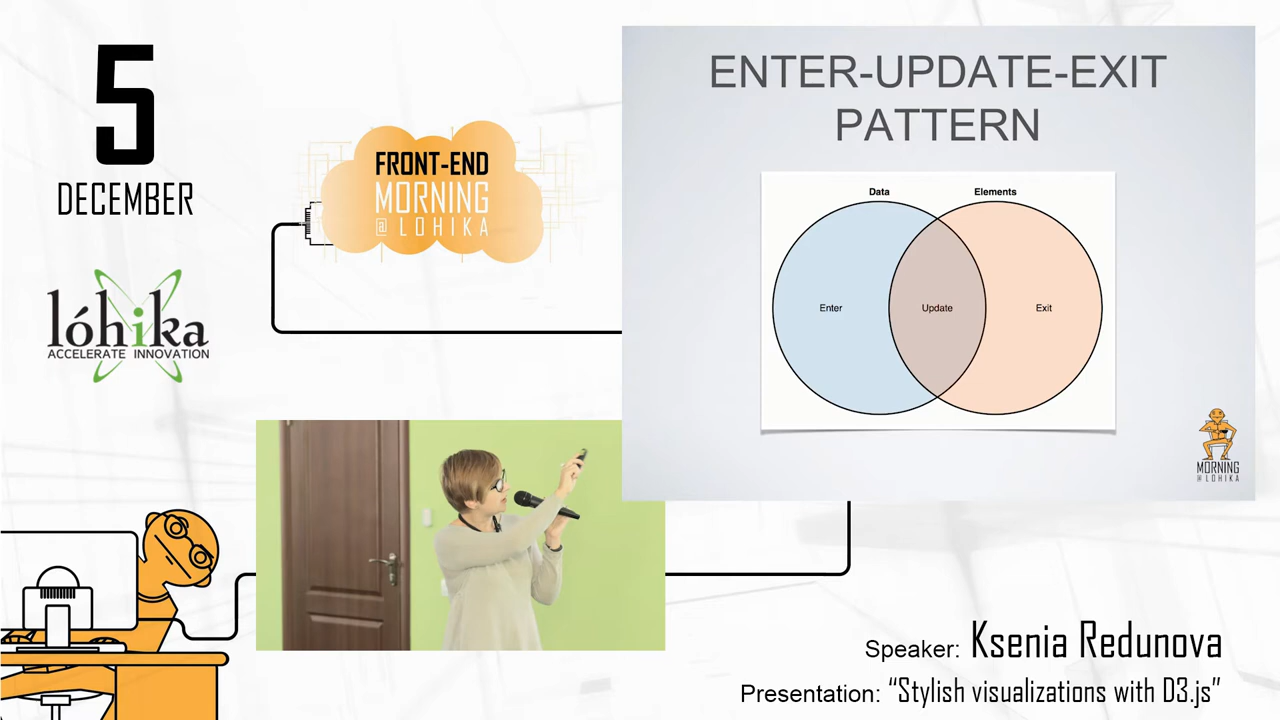 5
DECEMBER
FRONT-END
MORNING
@LOHIKA
lóhika
ACCELERATE INNOVATION
ENTER-UPDATE-EXIT
PATTERN
Data Elements
Enter Update Exit
MORNING
@LOHIKA
Speaker: Ksenia Redunova
Presentation: “Stylish visualizations with D3.js”